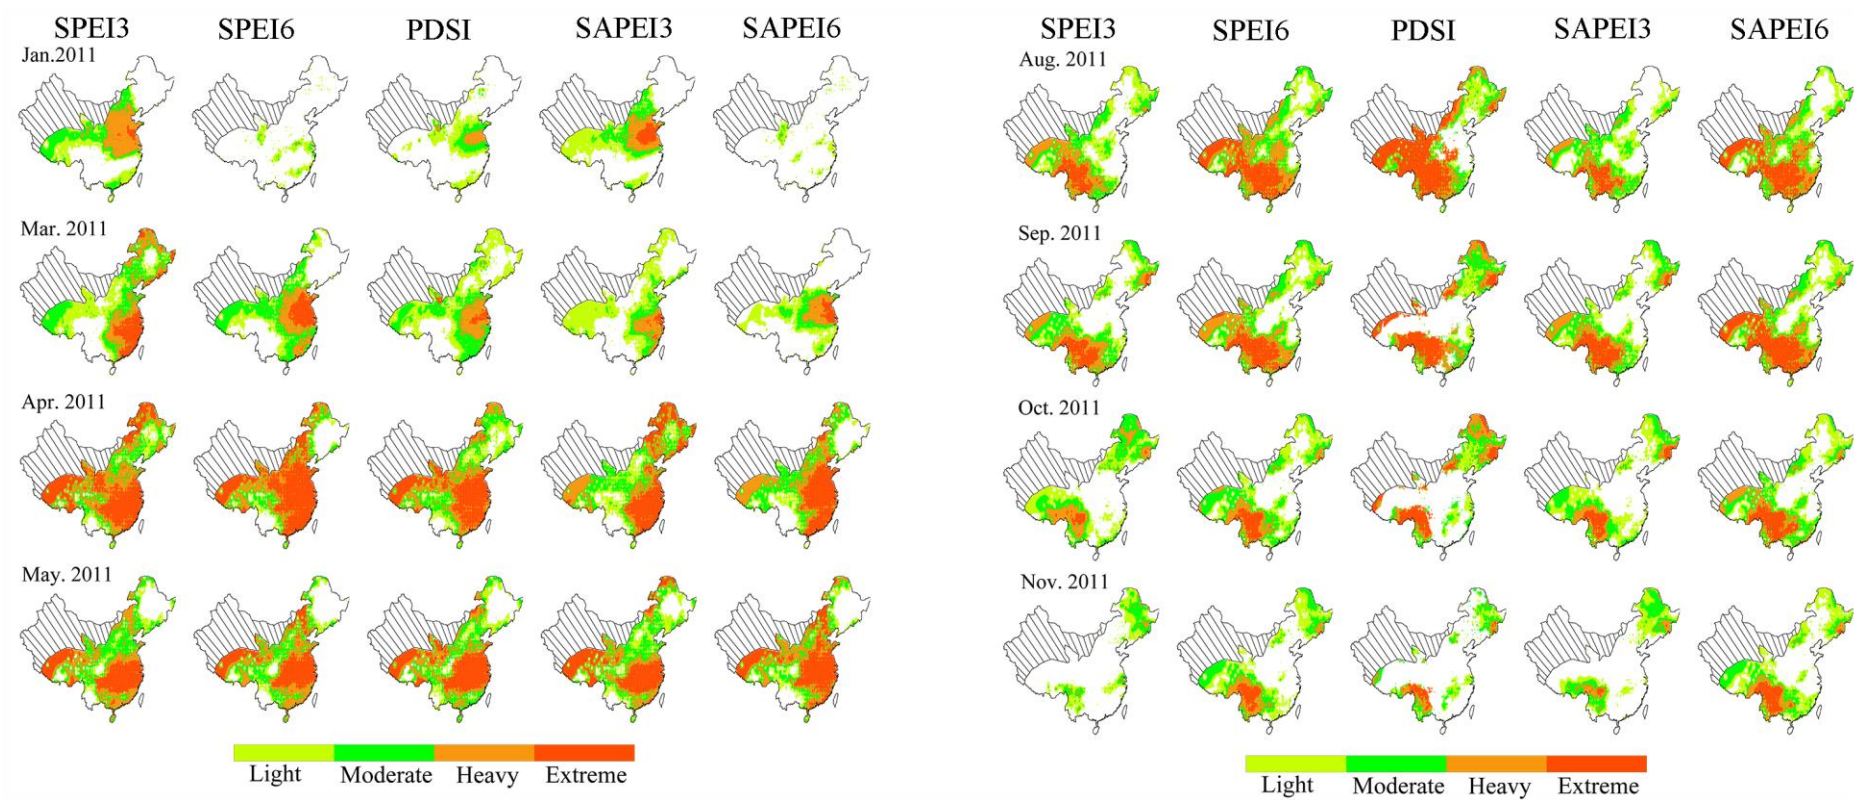 SPEI3 SPEI6 PDSI SAPEI3 SAPEI6
Jan.2011
Mar. 2011
Apr. 2011
May. 2011
Light Moderate Heavy Extreme
SPEI3 SPEI6 PDSI SAPEI3 SAPEI6
Aug. 2011
Sep. 2011
Oct. 2011
Nov. 2011
Light Moderate Heavy Extreme